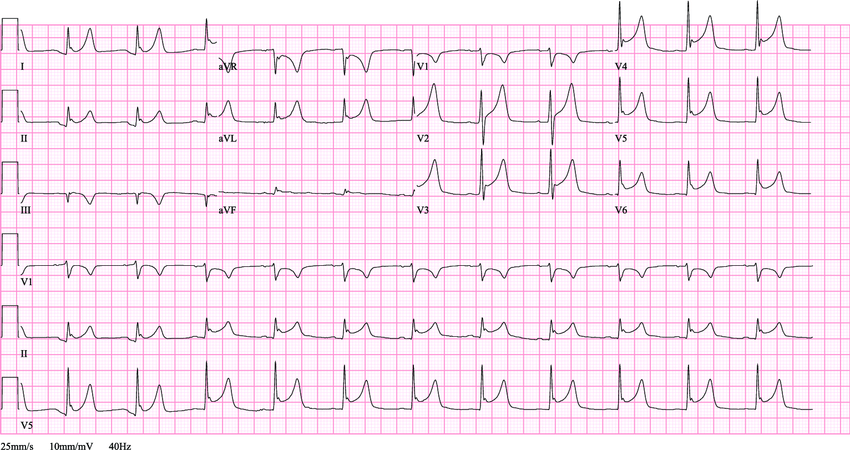 I aVR V1 V4
II aVL V2 V5
III aVF V3 V6
V1
II
V5
25mm/s 10mm/mV 40Hz